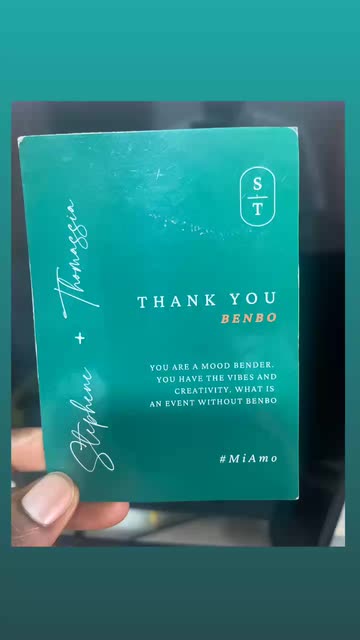 S
T
Stephene + Thomassia
THANK YOU
BENBO
YOU ARE A MOOD BENDER.
YOU HAVE THE VIBES AND
CREATIVITY. WHAT IS
AN EVENT WITHOUT BENBO
#MiAmo